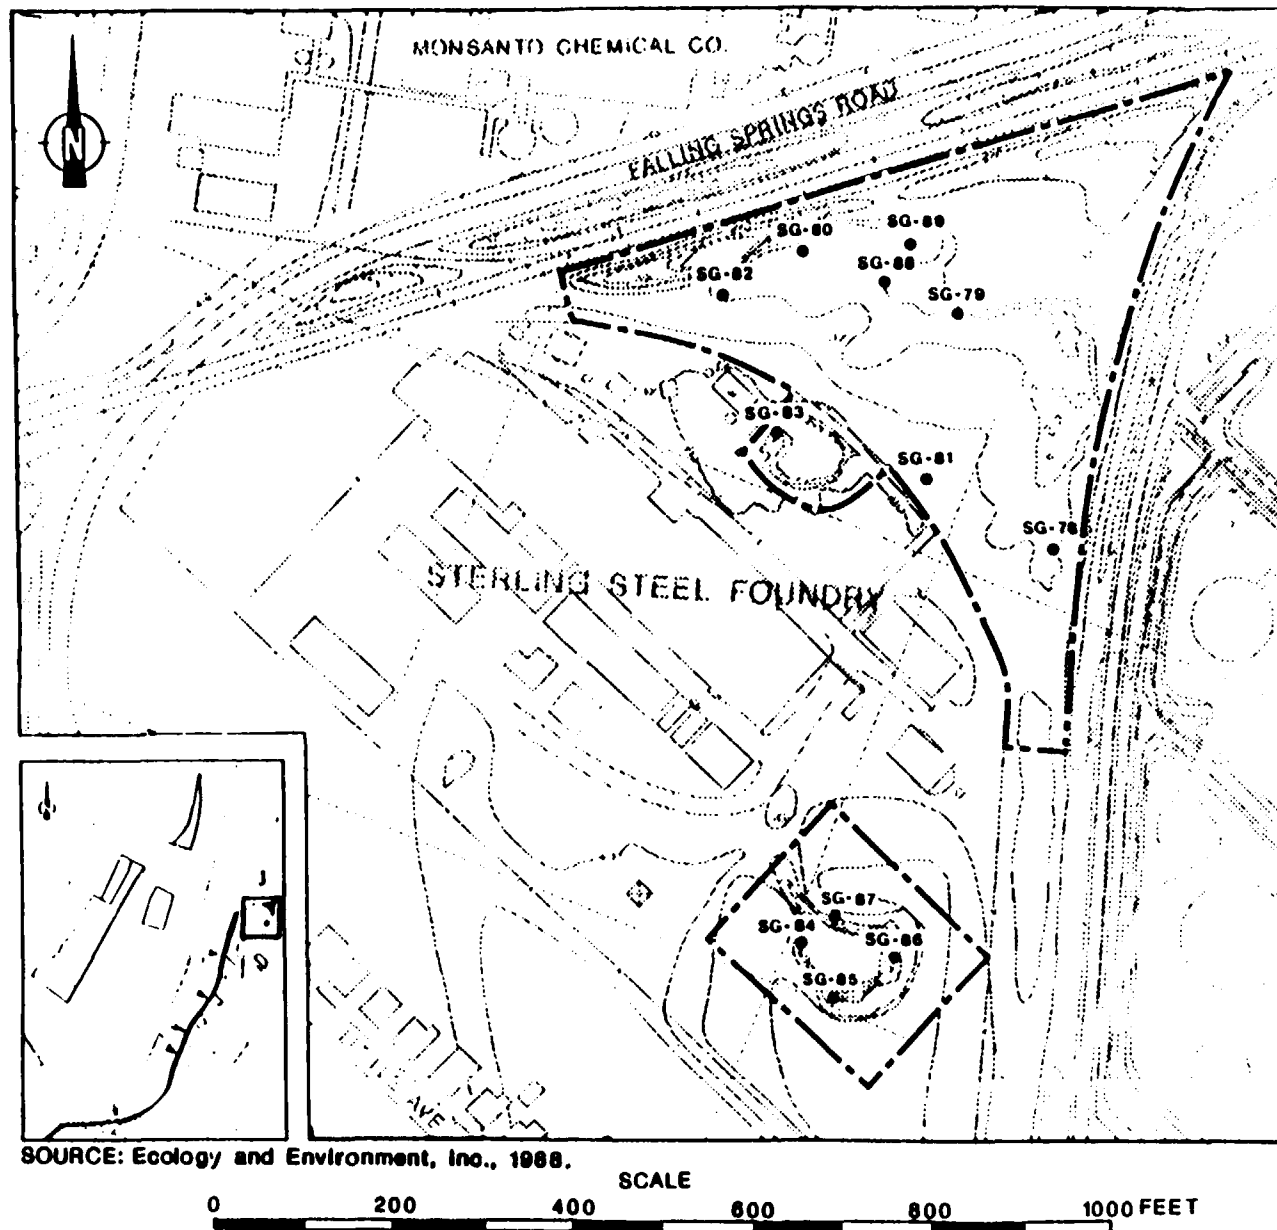 MONSANTO CHEMICAL CO.
N
FALLING SPRINGS ROAD
SG-89
SG-80
SG-88
SG-82
SG-79
SG-83
SG-81
SG-78
STERLING STEEL FOUNDRY
SG-87
SG-84
SG-86
SG-85
AVE
SOURCE: Ecology and Environment, Inc., 1988.
SCALE
0 200 400 600 800 1000 FEET